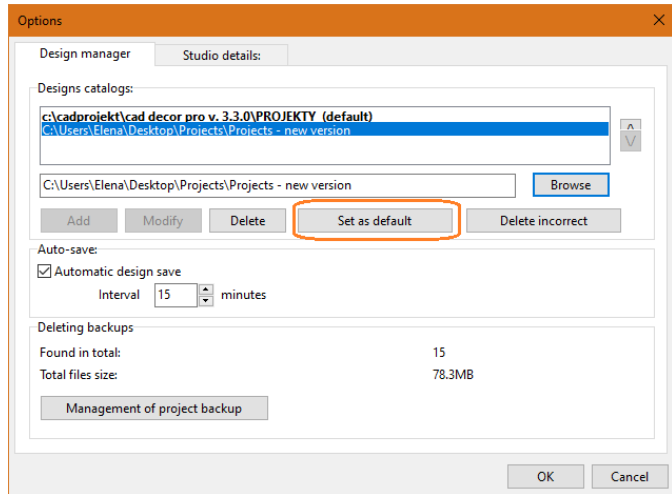 Options
Design manager
Studio details:
Designs catalogs:
c:\cadprojekt\cad decor pro v. 3.3.0\PROJEKTY (default)
C:\Users\Elena\Desktop\Projects\Projects - new version
C:\Users\Elena\Desktop\Projects\Projects - new version
Browse
Add
Modify
Delete
Set as default
Delete incorrect
Auto-save:
Automatic design save
Interval 15 minutes
Deleting backups
Found in total: 15
Total files size: 78.3MB
Management of project backup
OK
Cancel